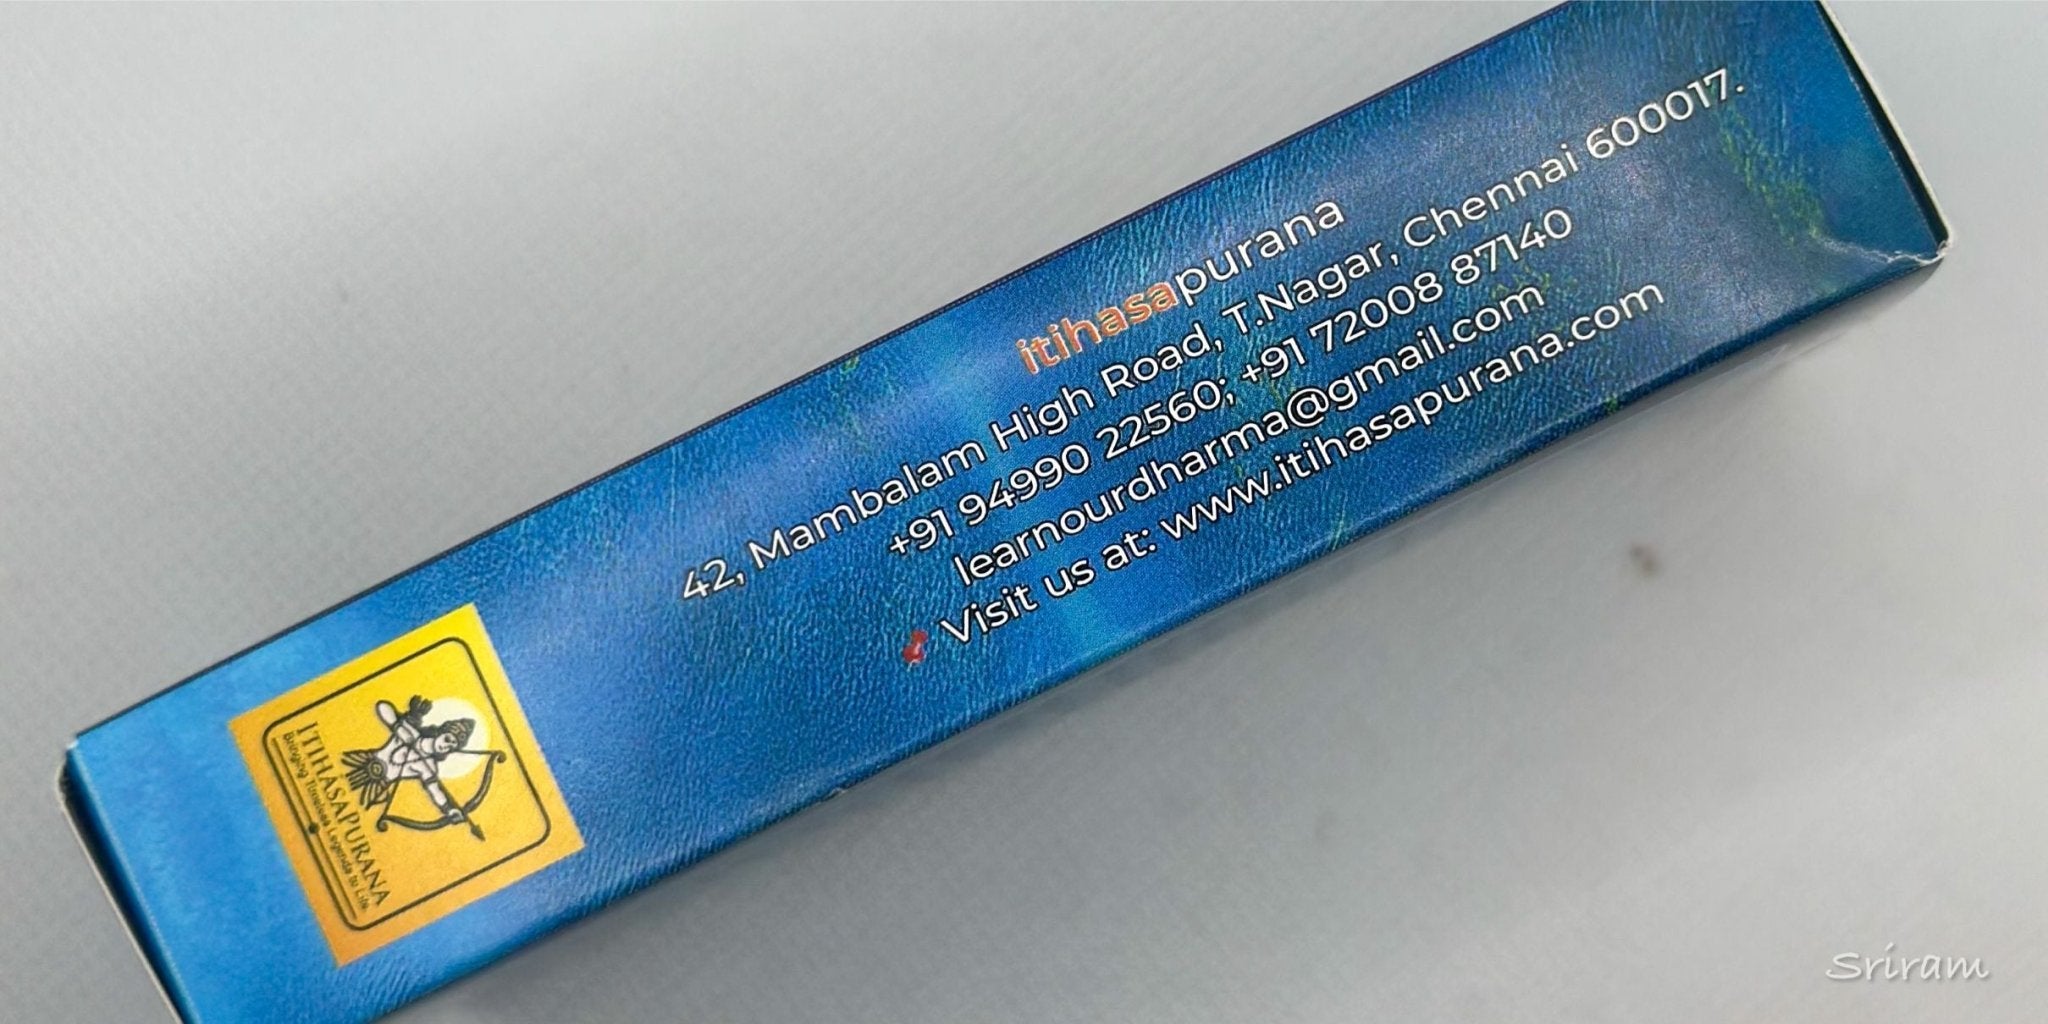 itihasapurana
42, Mambalam High Road, T.Nagar, Chennai 600017.
+91 94990 22560; +91 72008 87140
learnourdharma@gmail.com
Visit us at: www.itihasapurana.com
ITIHĀSAPURANA
Bringing Timeless Legends to Life
Sriram